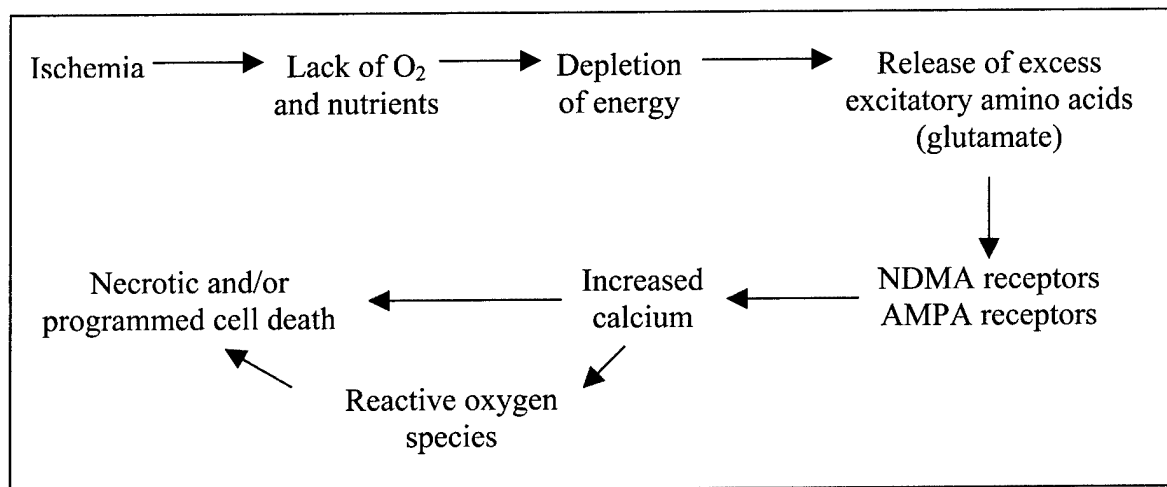 Ischemia
Lack of O₂
and nutrients
Depletion
of energy
Release of excess
excitatory amino acids
(glutamate)
NDMA receptors
AMPA receptors
Increased
calcium
Necrotic and/or
programmed cell death
Reactive oxygen
species